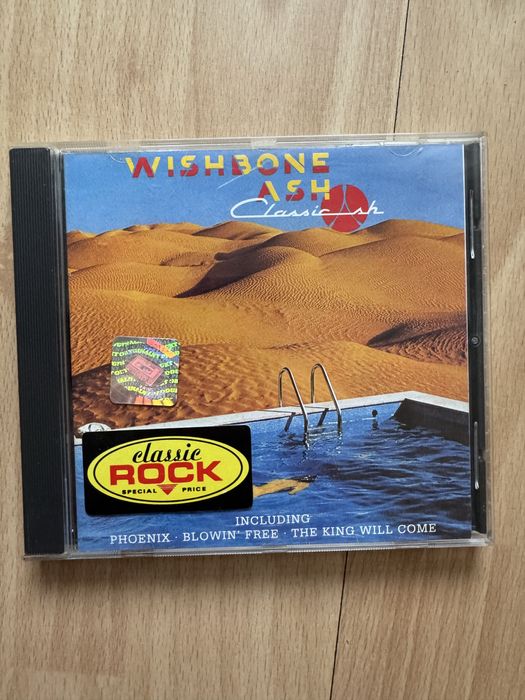 WISHBONE
ASH
Classic Ash
classic
ROCK
SPECIAL PRICE
INCLUDING
PHOENIX · BLOWIN' FREE · THE KING WILL COME